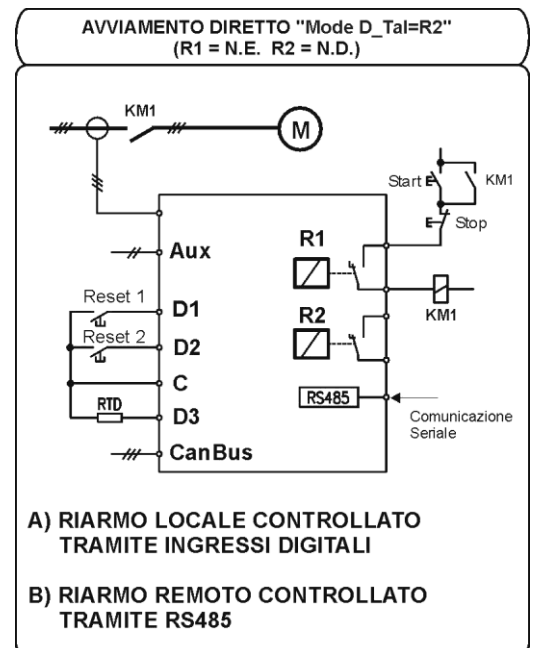 AVVIAMENTO DIRETTO "Mode D_Tal=R2"
(R1 = N.E. R2 = N.D.)
KM1
M
Start
KM1
Stop
Aux
R1
Reset 1
D1
KM1
Reset 2
D2
R2
C
RTD
D3
RS485
Comunicazione
Seriale
CanBus
A) RIARMO LOCALE CONTROLLATO
TRAMITE INGRESSI DIGITALI
B) RIARMO REMOTO CONTROLLATO
TRAMITE RS485